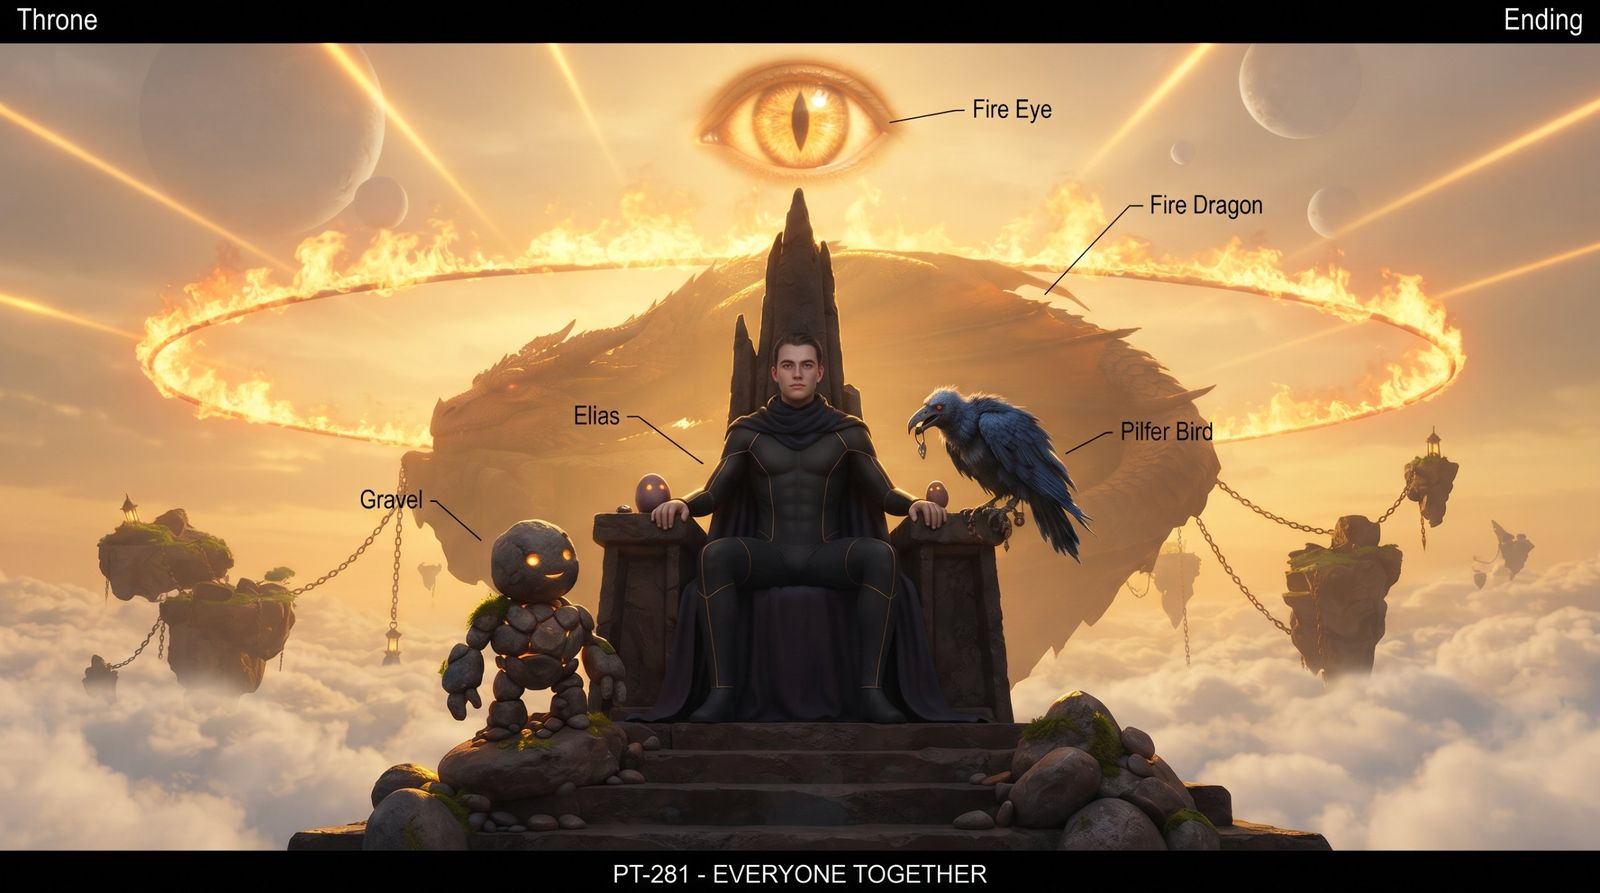 Throne
Ending
Fire Eye
Fire Dragon
Elias
Pilfer Bird
Gravel
PT-281 - EVERYONE TOGETHER